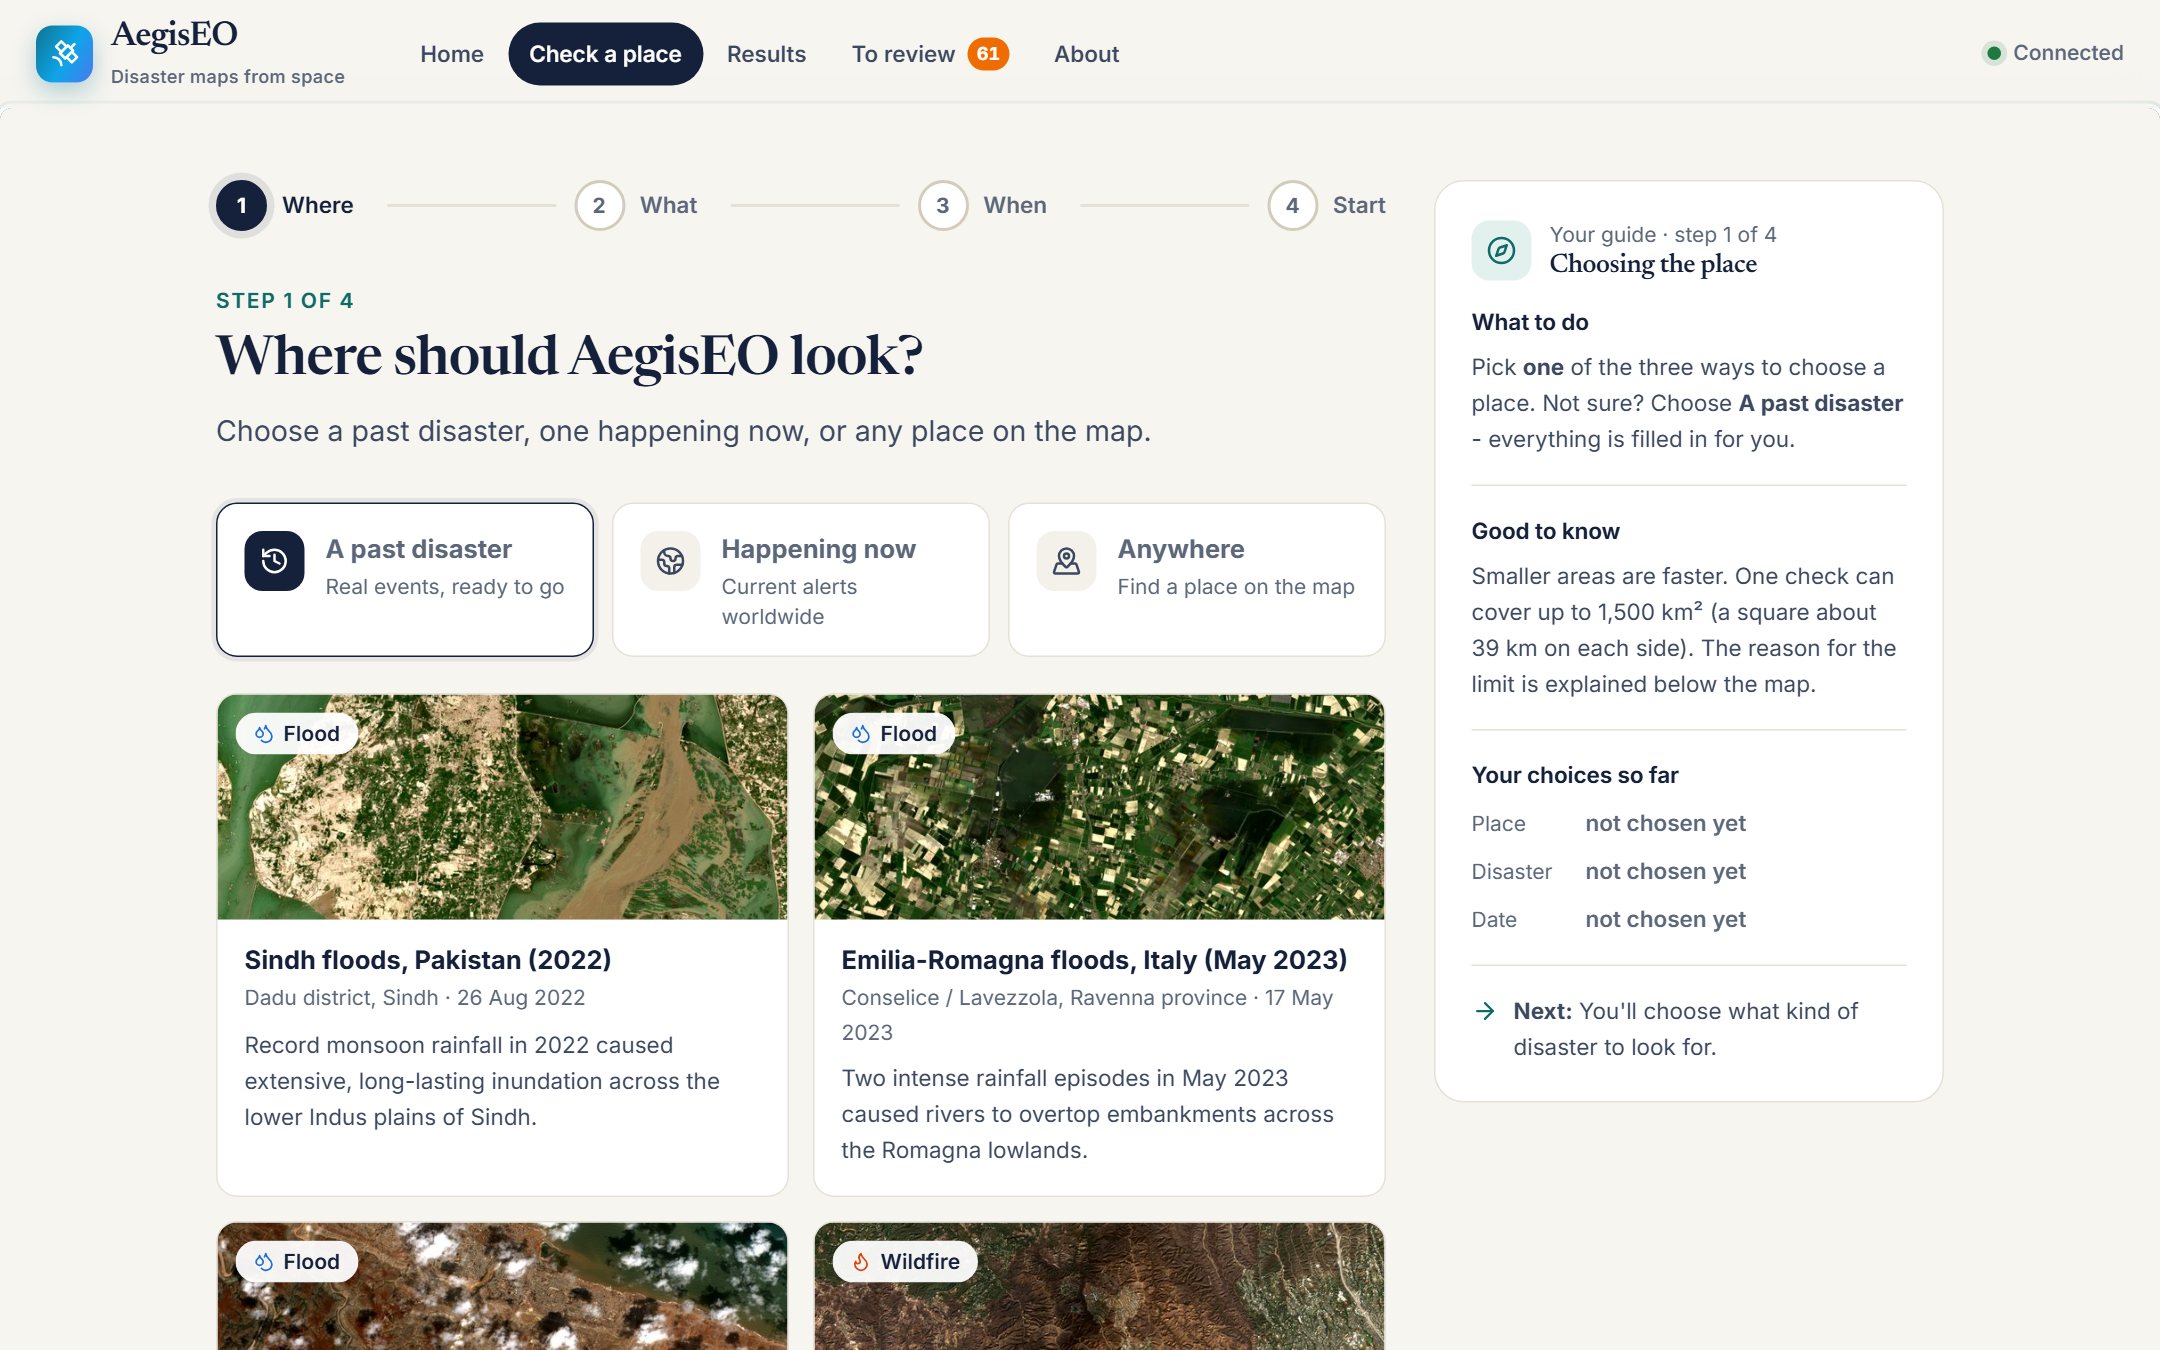 AegisEO
Disaster maps from space
Home
Check a place
Results
To review 61
About
Connected
1 Where
2 What
3 When
4 Start
STEP 1 OF 4
Where should AegisEO look?
Choose a past disaster, one happening now, or any place on the map.
A past disaster
Real events, ready to go
Happening now
Current alerts
worldwide
Anywhere
Find a place on the map
Flood
Sindh floods, Pakistan (2022)
Dadu district, Sindh · 26 Aug 2022
Record monsoon rainfall in 2022 caused
extensive, long-lasting inundation across the
lower Indus plains of Sindh.
Flood
Emilia-Romagna floods, Italy (May 2023)
Conselice / Lavezzola, Ravenna province · 17 May
2023
Two intense rainfall episodes in May 2023
caused rivers to overtop embankments across
the Romagna lowlands.
Flood
Wildfire
Your guide · step 1 of 4
Choosing the place
What to do
Pick one of the three ways to choose a
place. Not sure? Choose A past disaster
- everything is filled in for you.
Good to know
Smaller areas are faster. One check can
cover up to 1,500 km² (a square about
39 km on each side). The reason for the
limit is explained below the map.
Your choices so far
Place not chosen yet
Disaster not chosen yet
Date not chosen yet
Next: You'll choose what kind of
disaster to look for.